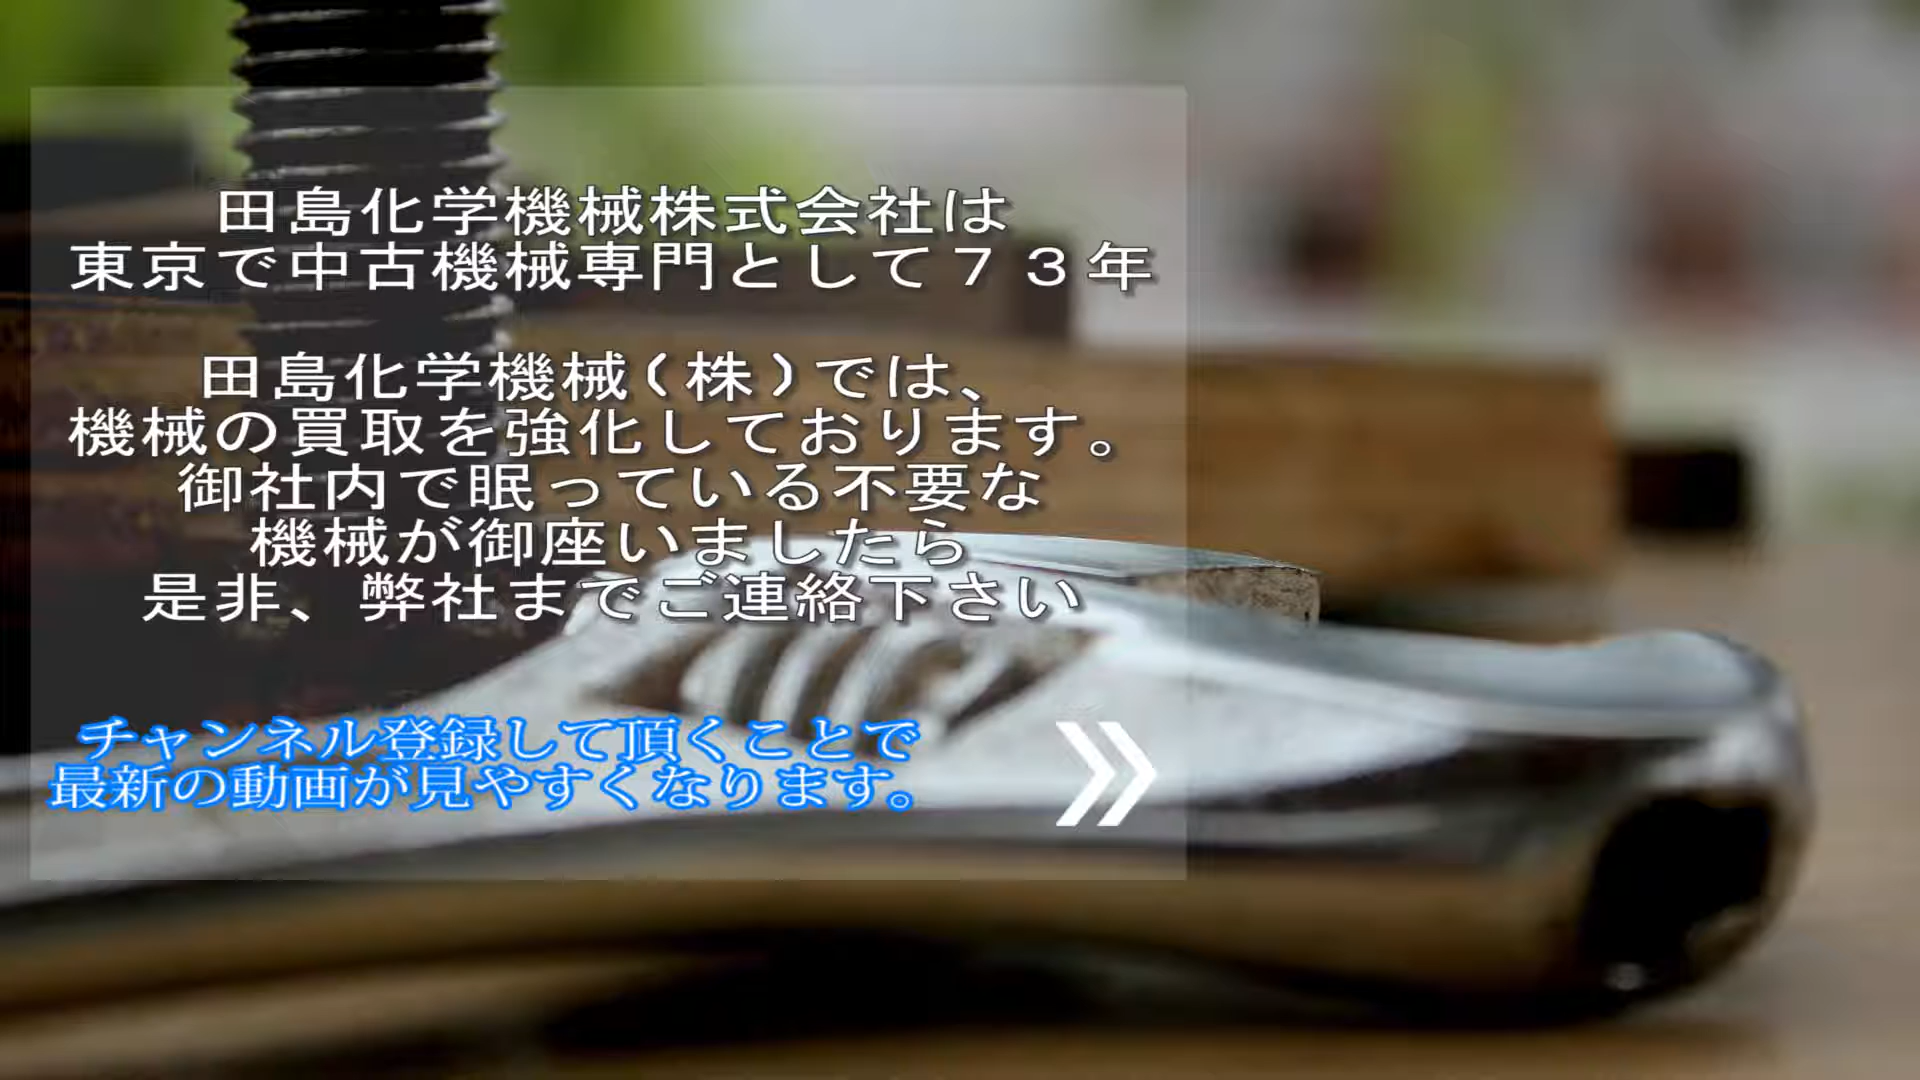 田島化学機械株式会社は
東京で中古機械専門として７３年
田島化学機械(株)では、
機械の買取を強化しております。
御社内で眠っている不要な
機械が御座いましたら
是非、弊社までご連絡下さい
チャンネル登録して頂くことで
最新の動画が見やすくなります。